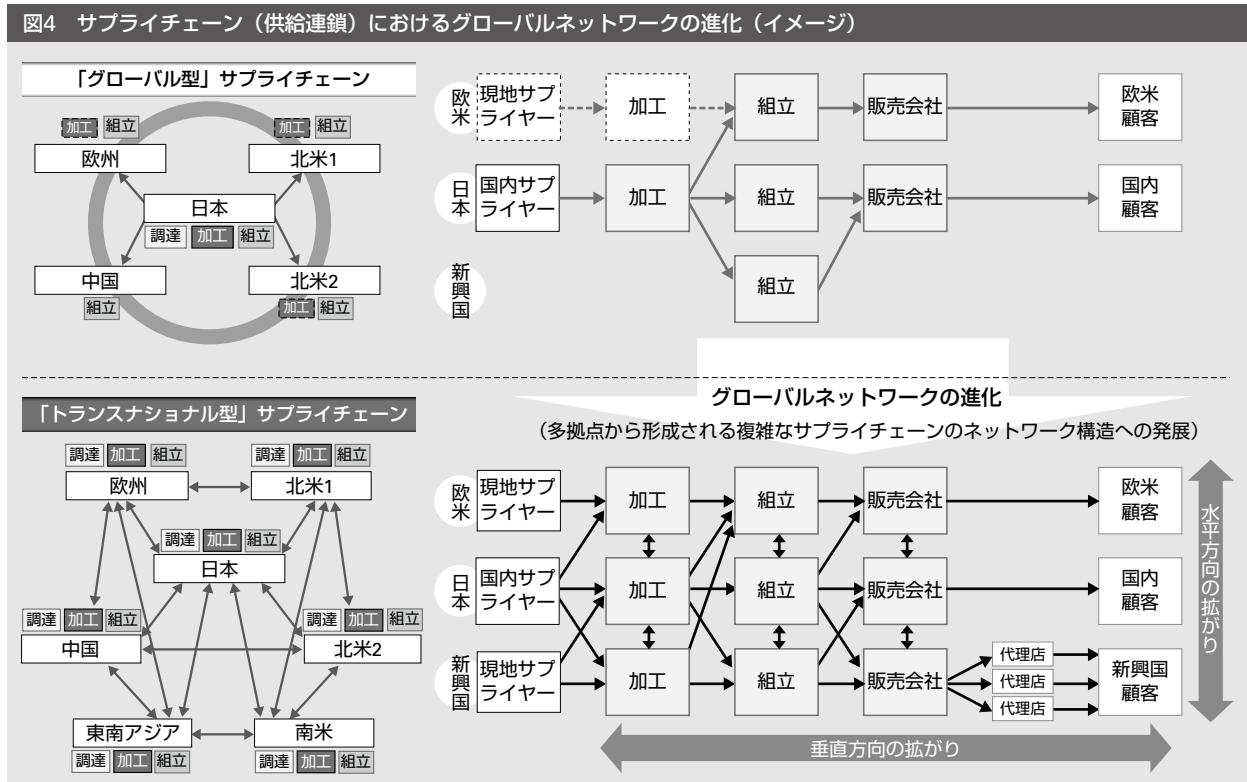 図4 サプライチェーン（供給連鎖）におけるグローバルネットワークの進化（イメージ）
「グローバル型」サプライチェーン
加工 組立
欧州
加工 組立
北米1
日本
調達 加工 組立
中国
組立
北米2
加工 組立
欧米
現地サプ
ライヤー
加工
組立
販売会社
欧米
顧客
日本
国内サプ
ライヤー
加工
組立
販売会社
国内
顧客
新興国
組立
グローバルネットワークの進化
（多拠点から形成される複雑なサプライチェーンのネットワーク構造への発展）
「トランスナショナル型」サプライチェーン
調達 加工 組立
欧州
調達 加工 組立
北米1
調達 加工 組立
日本
調達 加工 組立
中国
調達 加工 組立
北米2
東南アジア
調達 加工 組立
南米
調達 加工 組立
欧米
現地サプ
ライヤー
加工
組立
販売会社
欧米
顧客
日本
国内サプ
ライヤー
加工
組立
販売会社
国内
顧客
新興国
現地サプ
ライヤー
加工
組立
販売会社
代理店
代理店
代理店
新興国
顧客
水平方向の拡がり
垂直方向の拡がり